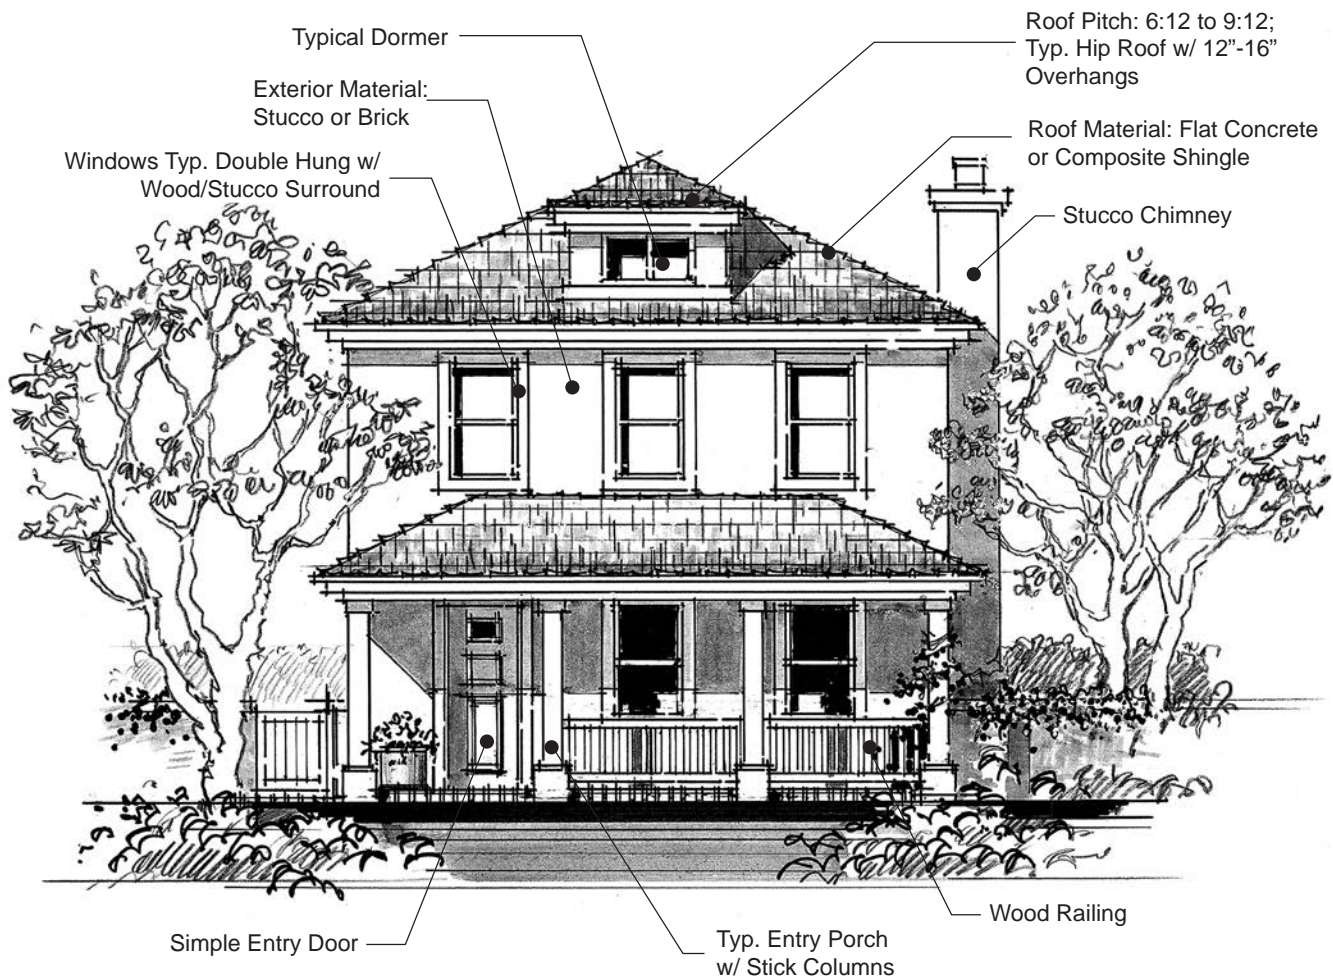 Typical Dormer
Exterior Material:
Stucco or Brick
Windows Typ. Double Hung w/
Wood/Stucco Surround
Roof Pitch: 6:12 to 9:12;
Typ. Hip Roof w/ 12”-16”
Overhangs
Roof Material: Flat Concrete
or Composite Shingle
Stucco Chimney
Simple Entry Door
Typ. Entry Porch
w/ Stick Columns
Wood Railing